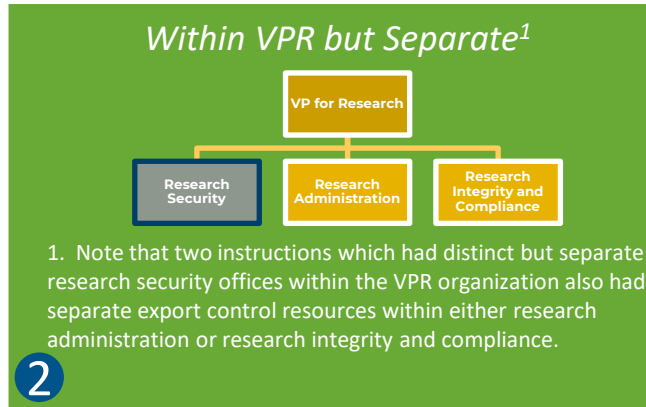 Within VPR but Separate1
VP for Research
Research
Security
Research
Administration
Research
Integrity and
Compliance
1. Note that two instructions which had distinct but separate
research security offices within the VPR organization also had
separate export control resources within either research
administration or research integrity and compliance.
2